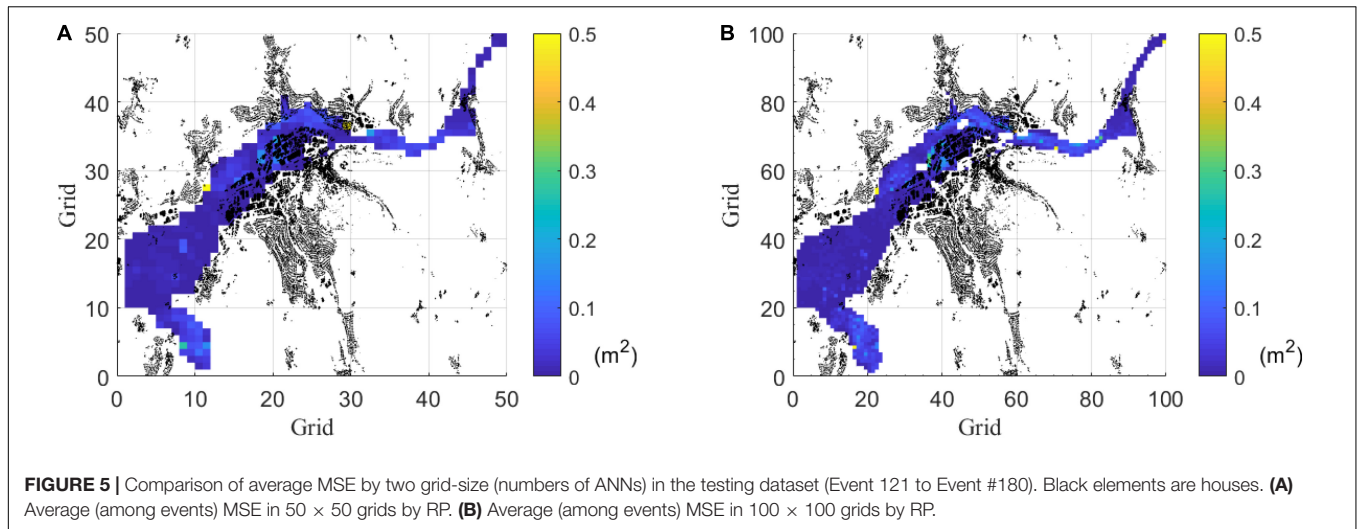 A
50
40
30
20
10
0
Grid
0 10 20 30 40 50
Grid
0.5
0.4
0.3
0.2
0.1
0
(m²)
B
100
80
60
40
20
0
Grid
0 20 40 60 80 100
Grid
0.5
0.4
0.3
0.2
0.1
0
(m²)
FIGURE 5 | Comparison of average MSE by two grid-size (numbers of ANNs) in the testing dataset (Event 121 to Event #180). Black elements are houses. (A)
Average (among events) MSE in 50 × 50 grids by RP. (B) Average (among events) MSE in 100 × 100 grids by RP.